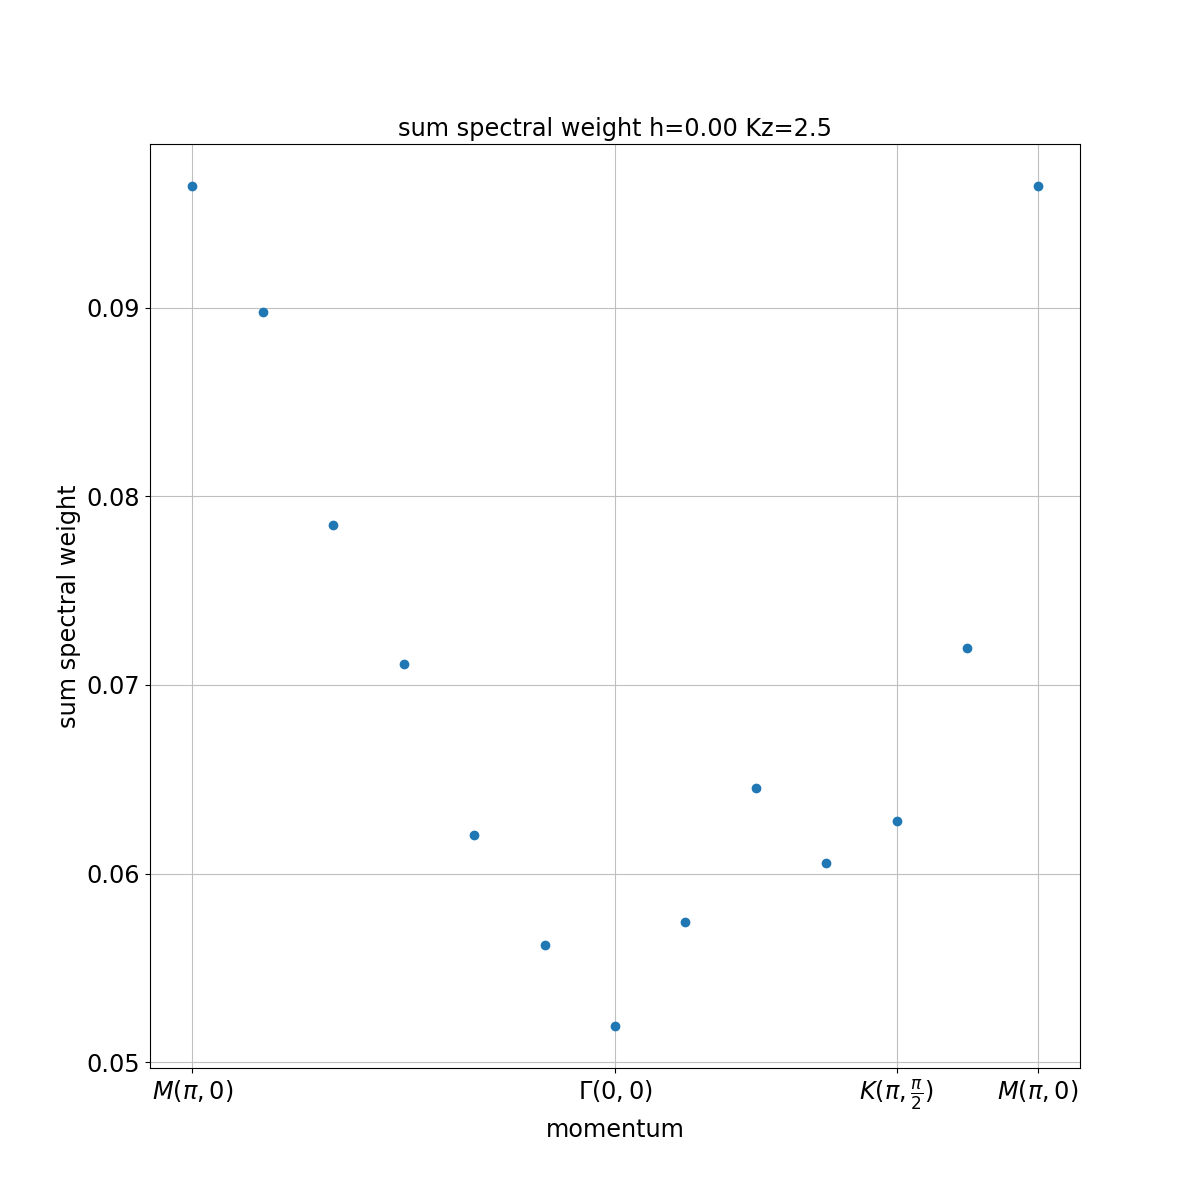 sum spectral weight h=0.00 Kz=2.5
sum spectral weight
0.09
0.08
0.07
0.06
0.05
M(π, 0)
Γ(0, 0)
K(π, π/2)
M(π, 0)
momentum